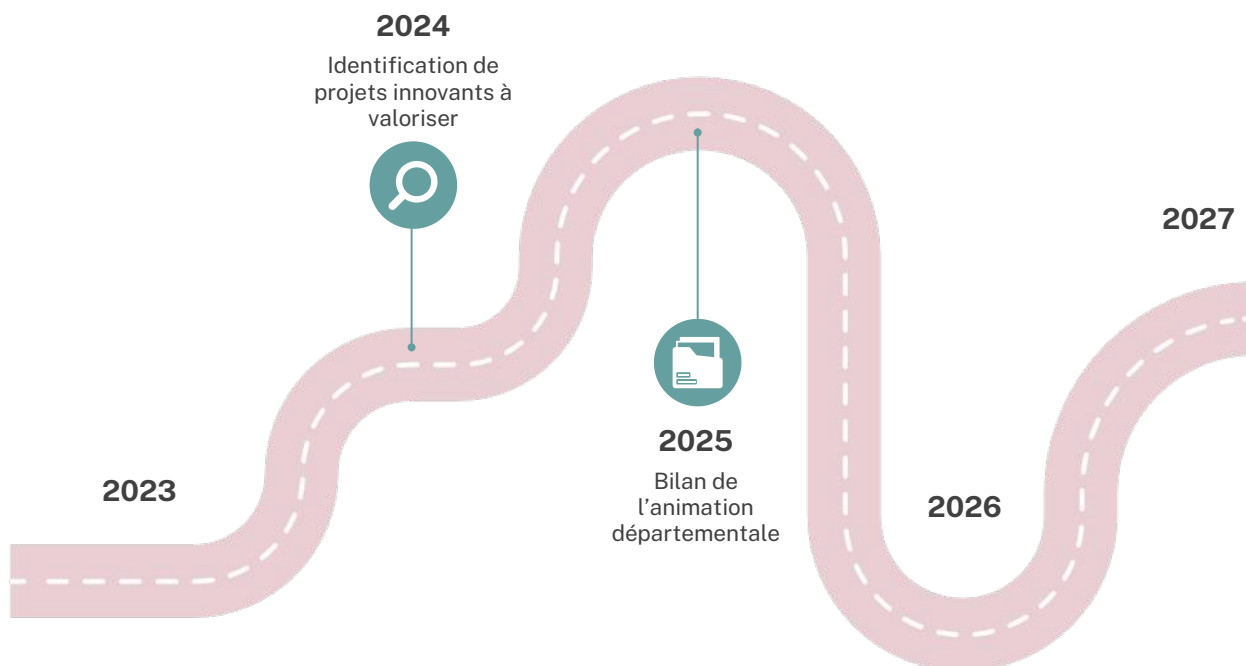 2023
2024
Identification de
projets innovants à
valoriser
2025
Bilan de
l’animation
départementale
2026
2027